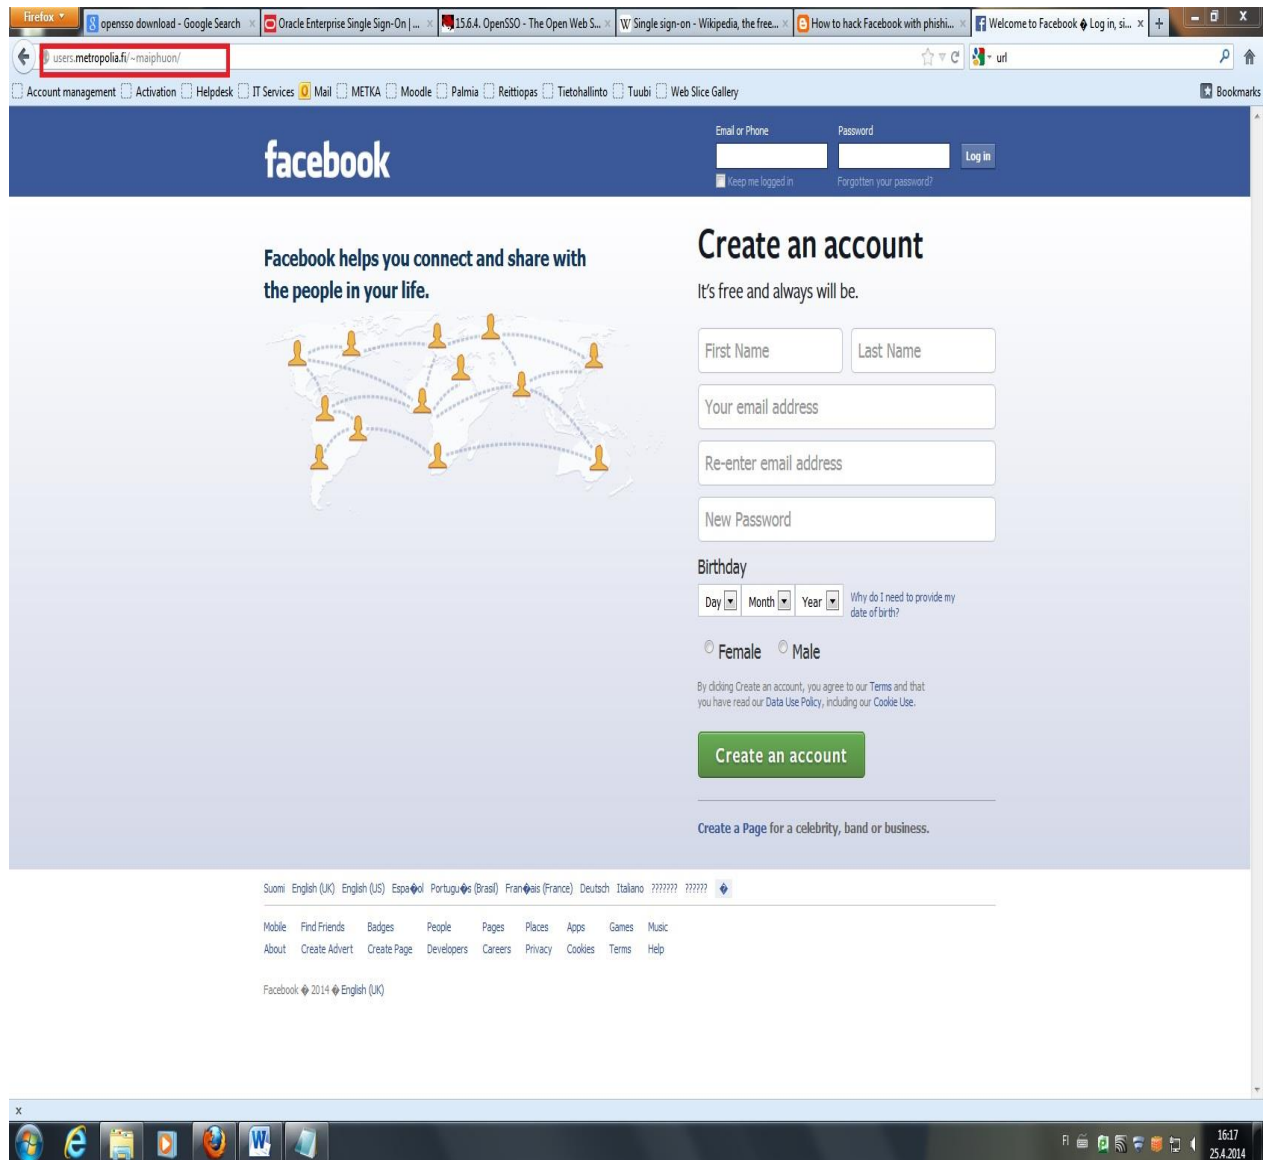 Firefox
opensso download - Google Search
Oracle Enterprise Single Sign-On | ...
15.6.4. OpenSSO - The Open Web S...
Single sign-on - Wikipedia, the free...
How to hack Facebook with phishi...
Welcome to Facebook � Log in, si...
users.metropolia.fi/~maiphuon/
url
Account management Activation Helpdesk IT Services Mail METKA Moodle Palmia Reittiopas Tietohallinto Tuubi Web Slice Gallery Bookmarks
facebook
Email or Phone Password
Log in
Keep me logged in Forgotten your password?
Facebook helps you connect and share with
the people in your life.
Create an account
It's free and always will be.
First Name Last Name
Your email address
Re-enter email address
New Password
Birthday
Day Month Year
Why do I need to provide my
date of birth?
Female Male
By clicking Create an account, you agree to our Terms and that
you have read our Data Use Policy, including our Cookie Use.
Create an account
Create a Page for a celebrity, band or business.
Suomi English (UK) English (US) Espa�ol Portugu�s (Brasil) Fran�ais (France) Deutsch Italiano ??????? ?????? �
Mobile Find Friends Badges People Pages Places Apps Games Music
About Create Advert Create Page Developers Careers Privacy Cookies Terms Help
Facebook � 2014 � English (UK)
x
FI
16:17
25.4.2014